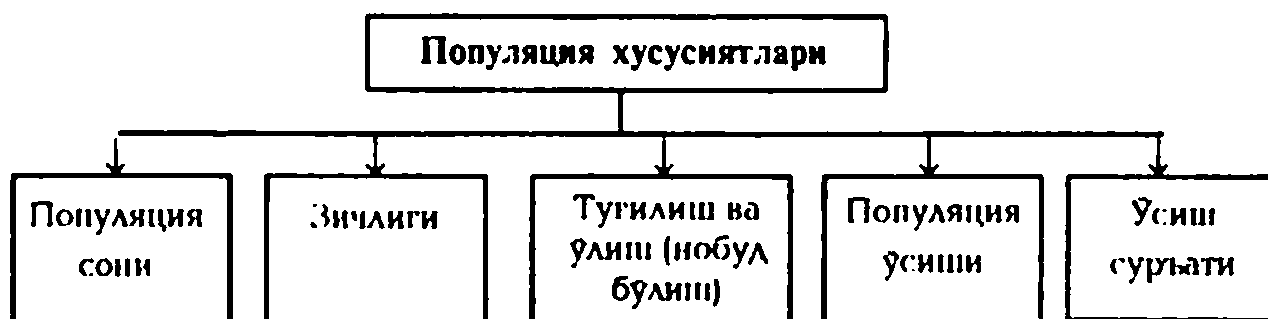 Популяция хусусиятлари
Популяция
сони
Зичлиги
Туғилиш ва
ўлиш (нобуд
бўлиш)
Популяция
ўсиши
Ўсиш
суръати